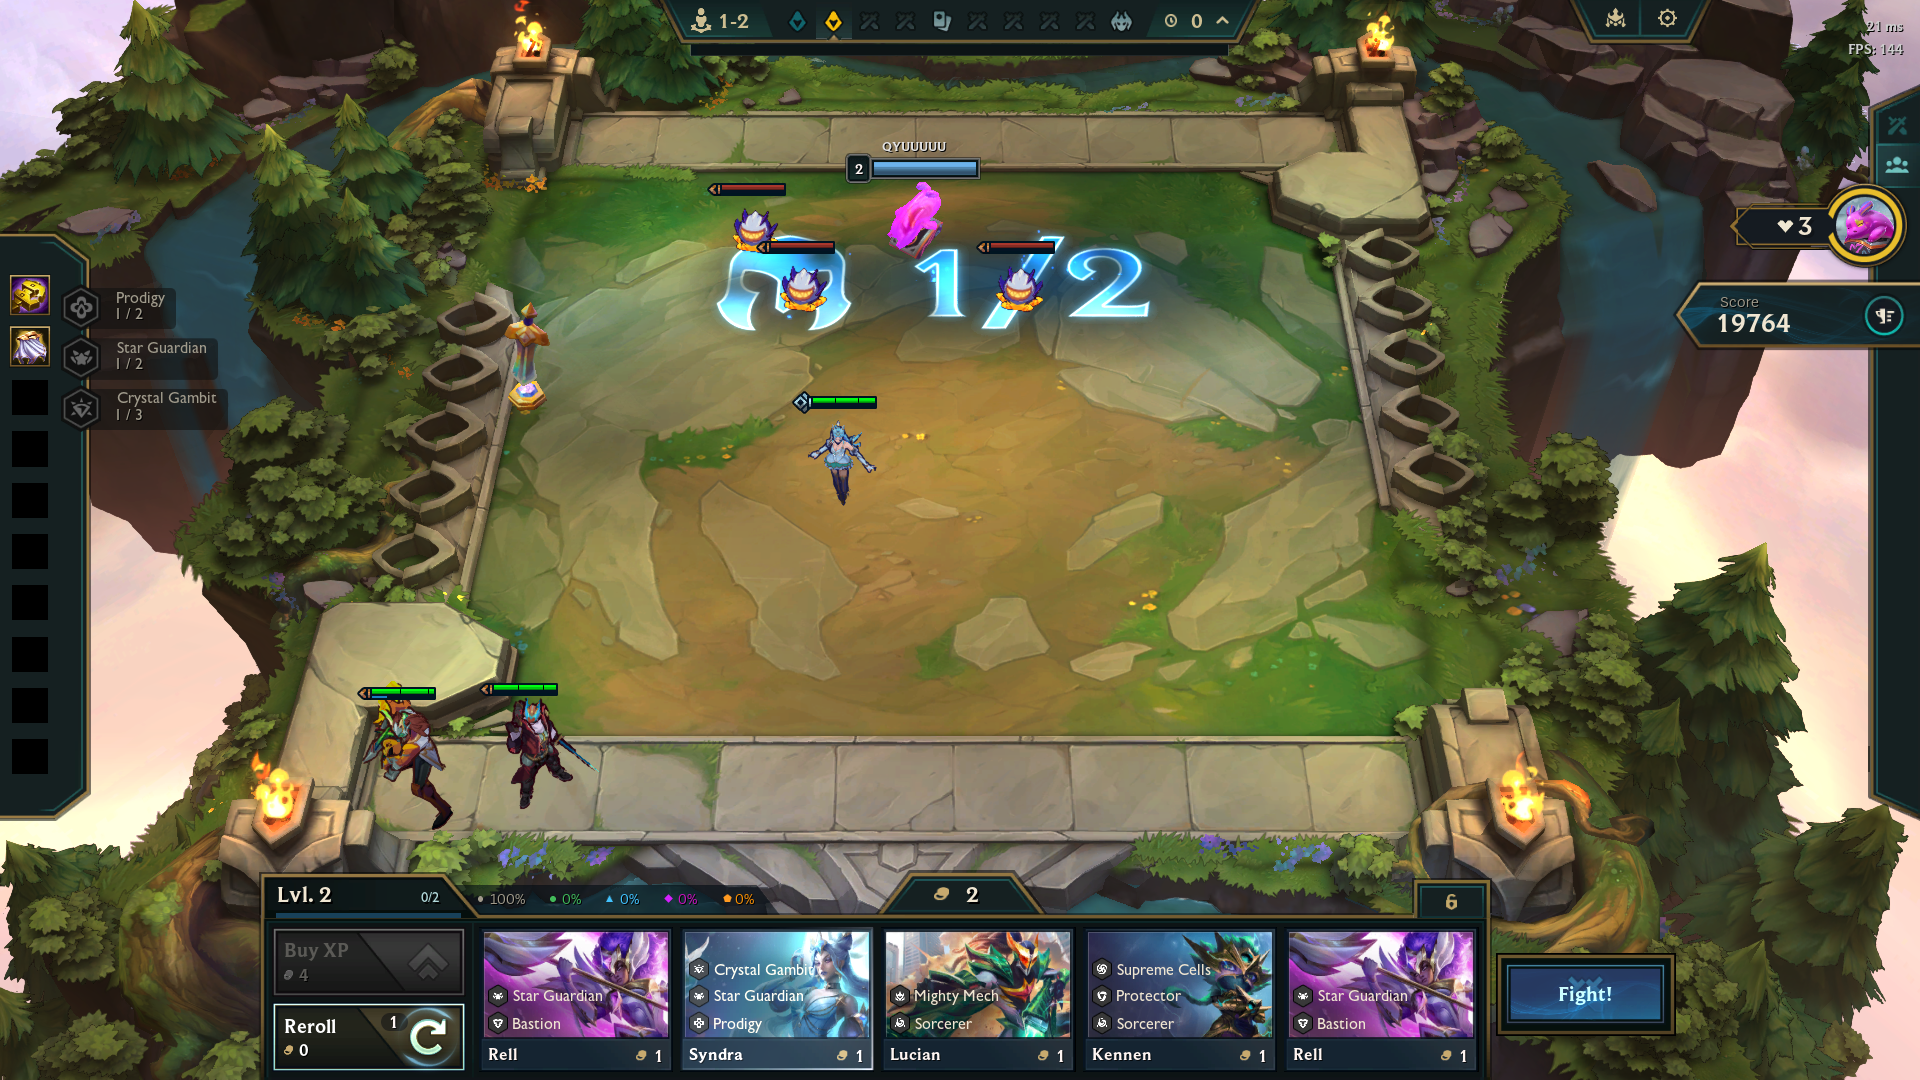 1-2
0
21 ms
FPS: 144
QYUUUUU
2
1/2
3
Score
19764
Prodigy
1 / 2
Star Guardian
1 / 2
Crystal Gambit
1 / 3
Lvl. 2
0/2
100%
0%
0%
0%
0%
2
6
Buy XP
4
Reroll
1
0
Star Guardian
Bastion
Rell
1
Crystal Gambit
Star Guardian
Prodigy
Syndra
1
Mighty Mech
Sorcerer
Lucian
1
Supreme Cells
Protector
Sorcerer
Kennen
1
Star Guardian
Bastion
Rell
1
Fight!